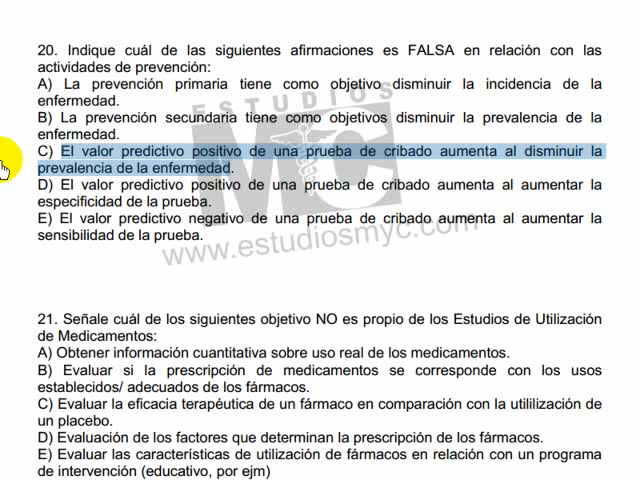 20. Indique cuál de las siguientes afirmaciones es FALSA en relación con las
actividades de prevención:
A) La prevención primaria tiene como objetivo disminuir la incidencia de la
enfermedad.
B) La prevención secundaria tiene como objetivos disminuir la prevalencia de la
enfermedad.
C) El valor predictivo positivo de una prueba de cribado aumenta al disminuir la
prevalencia de la enfermedad.
D) El valor predictivo positivo de una prueba de cribado aumenta al aumentar la
especificidad de la prueba.
E) El valor predictivo negativo de una prueba de cribado aumenta al aumentar la
sensibilidad de la prueba.
ESTUDIOS
MC
www.estudiosmyc.com
21. Señale cuál de los siguientes objetivo NO es propio de los Estudios de Utilización
de Medicamentos:
A) Obtener información cuantitativa sobre uso real de los medicamentos.
B) Evaluar si la prescripción de medicamentos se corresponde con los usos
establecidos/ adecuados de los fármacos.
C) Evaluar la eficacia terapéutica de un fármaco en comparación con la utililización de
un placebo.
D) Evaluación de los factores que determinan la prescripción de los fármacos.
E) Evaluar las características de utilización de fármacos en relación con un programa
de intervención (educativo, por ejm)